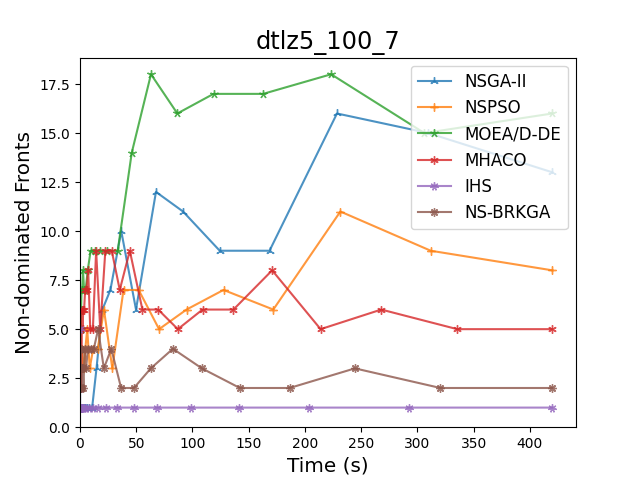 dtlz5_100_7
Non-dominated Fronts
17.5
15.0
12.5
10.0
7.5
5.0
2.5
0.0
NSGA-II
NSPSO
MOEA/D-DE
MHACO
IHS
NS-BRKGA
0 50 100 150 200 250 300 350 400
Time (s)